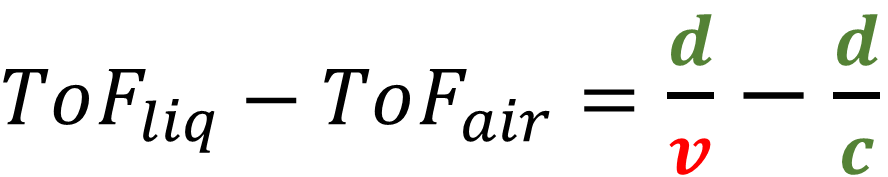 ToF_liq − ToF_air = d/v − d/c